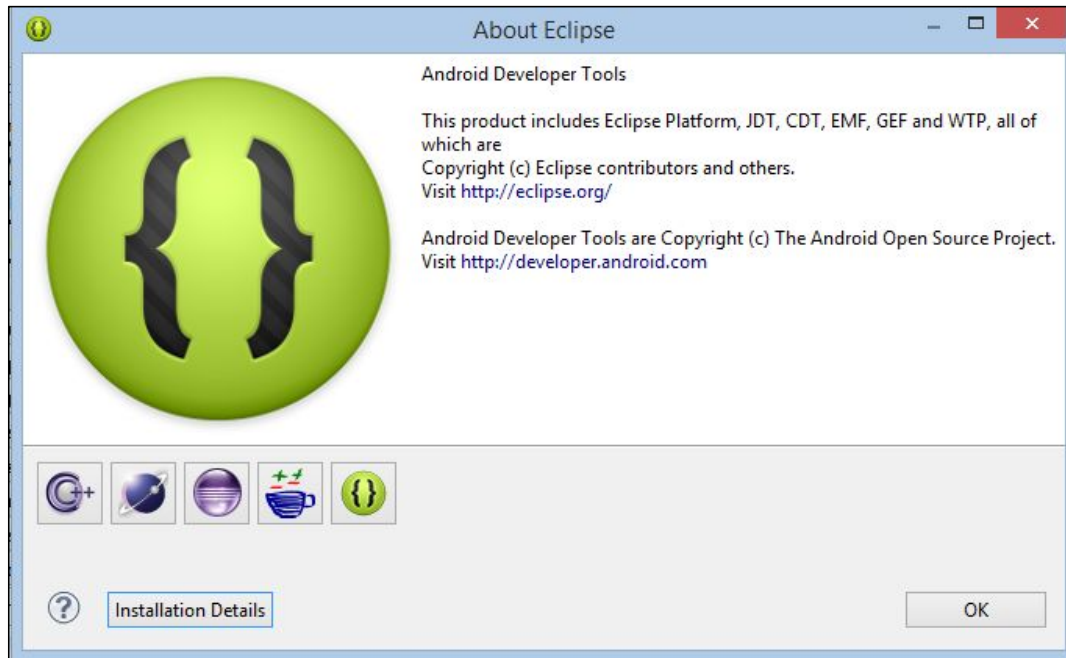 About Eclipse
Android Developer Tools
This product includes Eclipse Platform, JDT, CDT, EMF, GEF and WTP, all of
which are
Copyright (c) Eclipse contributors and others.
Visit http://eclipse.org/
Android Developer Tools are Copyright (c) The Android Open Source Project.
Visit http://developer.android.com
{}
C++
{}
?
Installation Details
OK